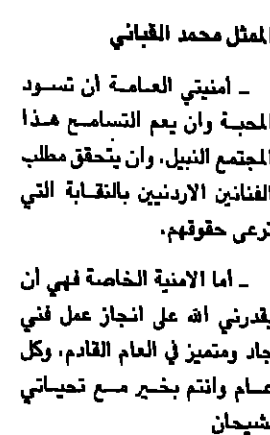 الممثل محمد القباني
ـ أمنيتي العامة أن تسود
المحبة وان يعم التسامح هذا
المجتمع النبيل، وان يتحقق مطلب
الفنانين الاردنيين بالنقابة التي
ترعى حقوقهم.
ـ أما الامنية الخاصة فهي أن
يقدرني الله على انجاز عمل فني
جاد ومتميز في العام القادم، وكل
عام وانتم بخير مع تحياتي
شيحان